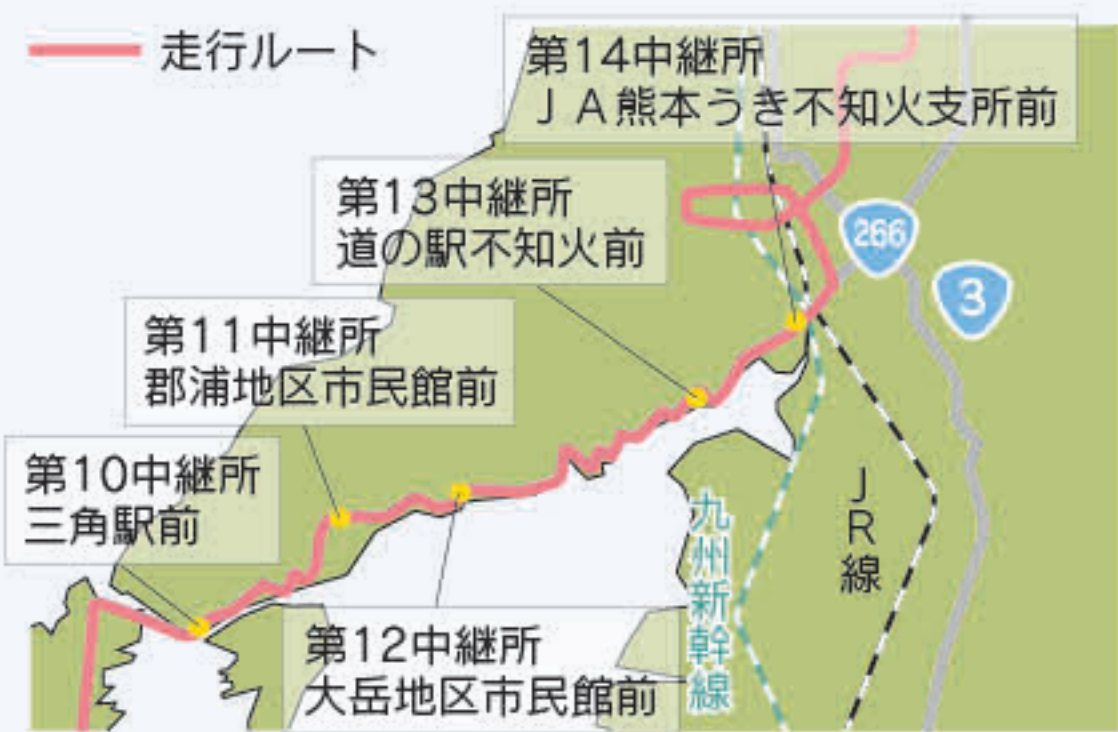 走行ルート
第14中継所
ＪＡ熊本うき不知火支所前
第13中継所
道の駅不知火前
266
3
第11中継所
郡浦地区市民館前
第10中継所
三角駅前
第12中継所
大岳地区市民館前
九州新幹線
JR線